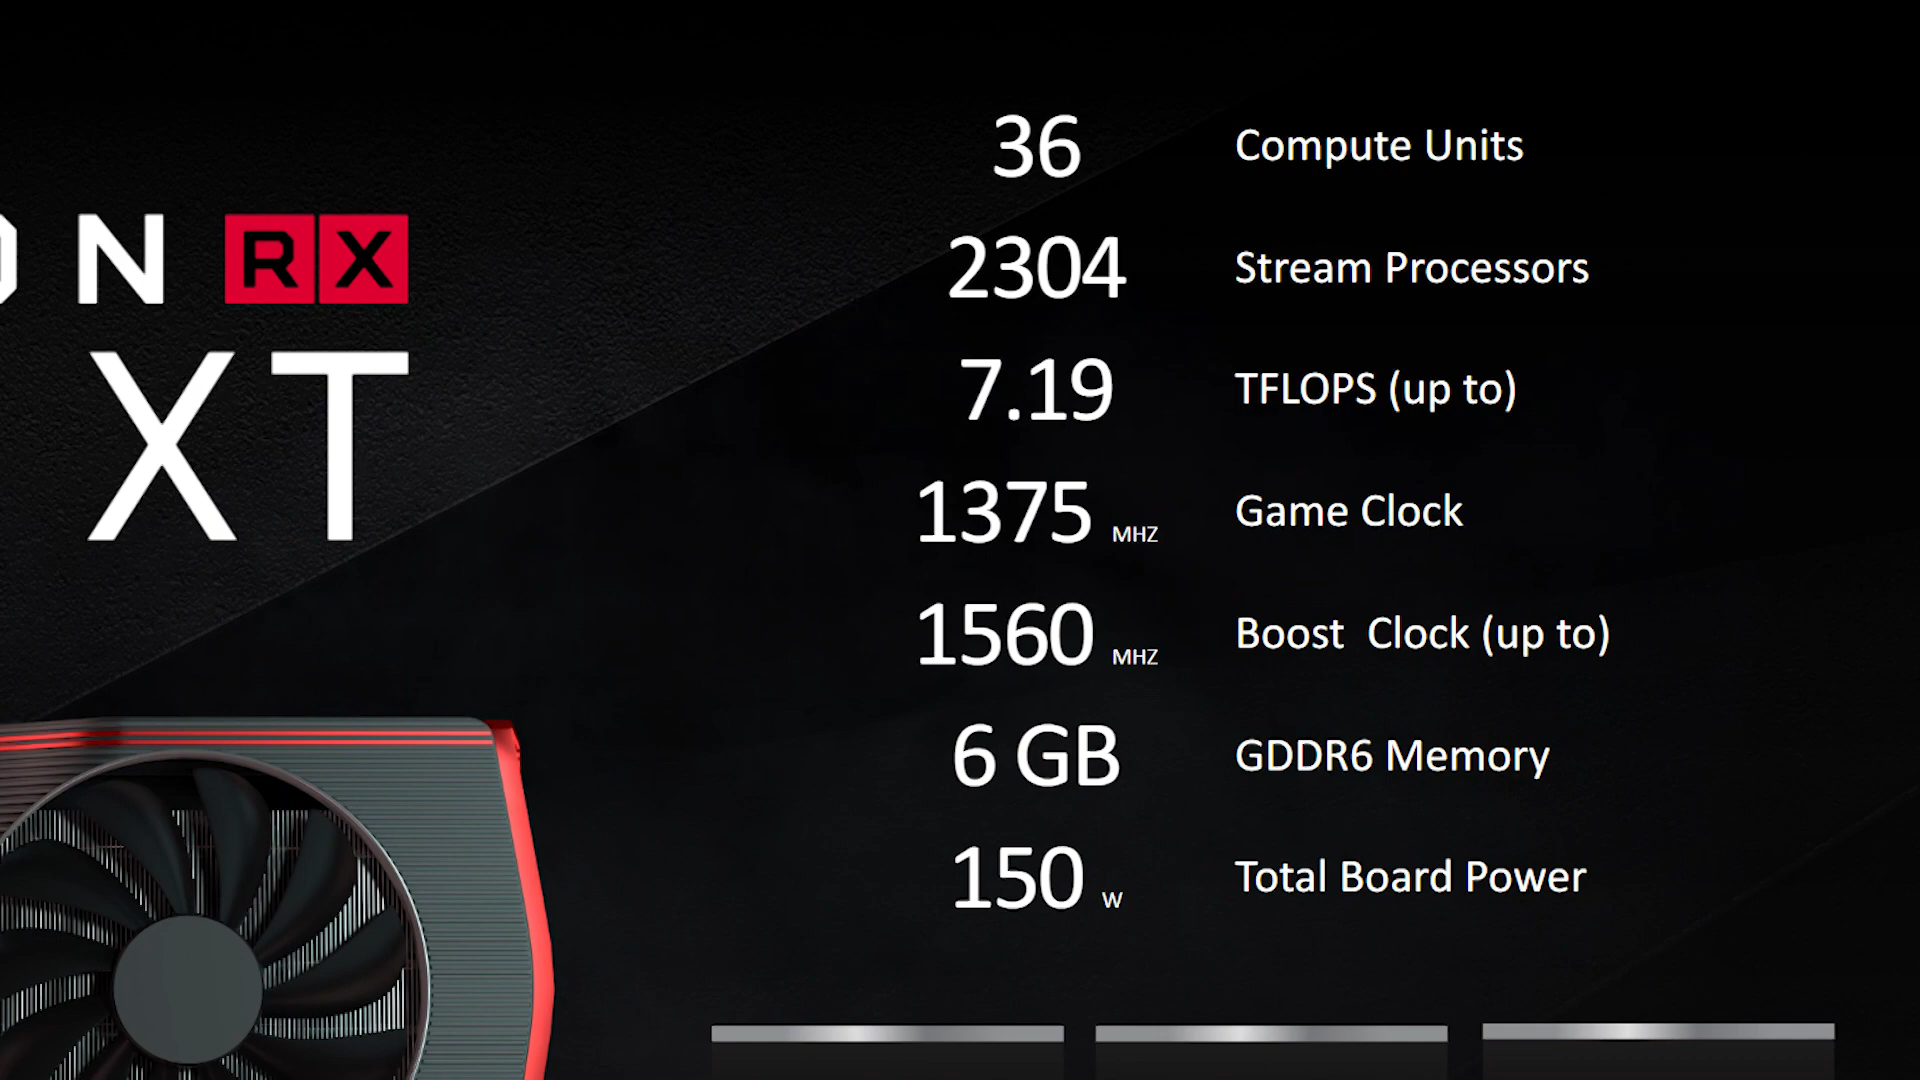 N RX
XT
36 Compute Units
2304 Stream Processors
7.19 TFLOPS (up to)
1375 MHZ Game Clock
1560 MHZ Boost Clock (up to)
6 GB GDDR6 Memory
150 W Total Board Power